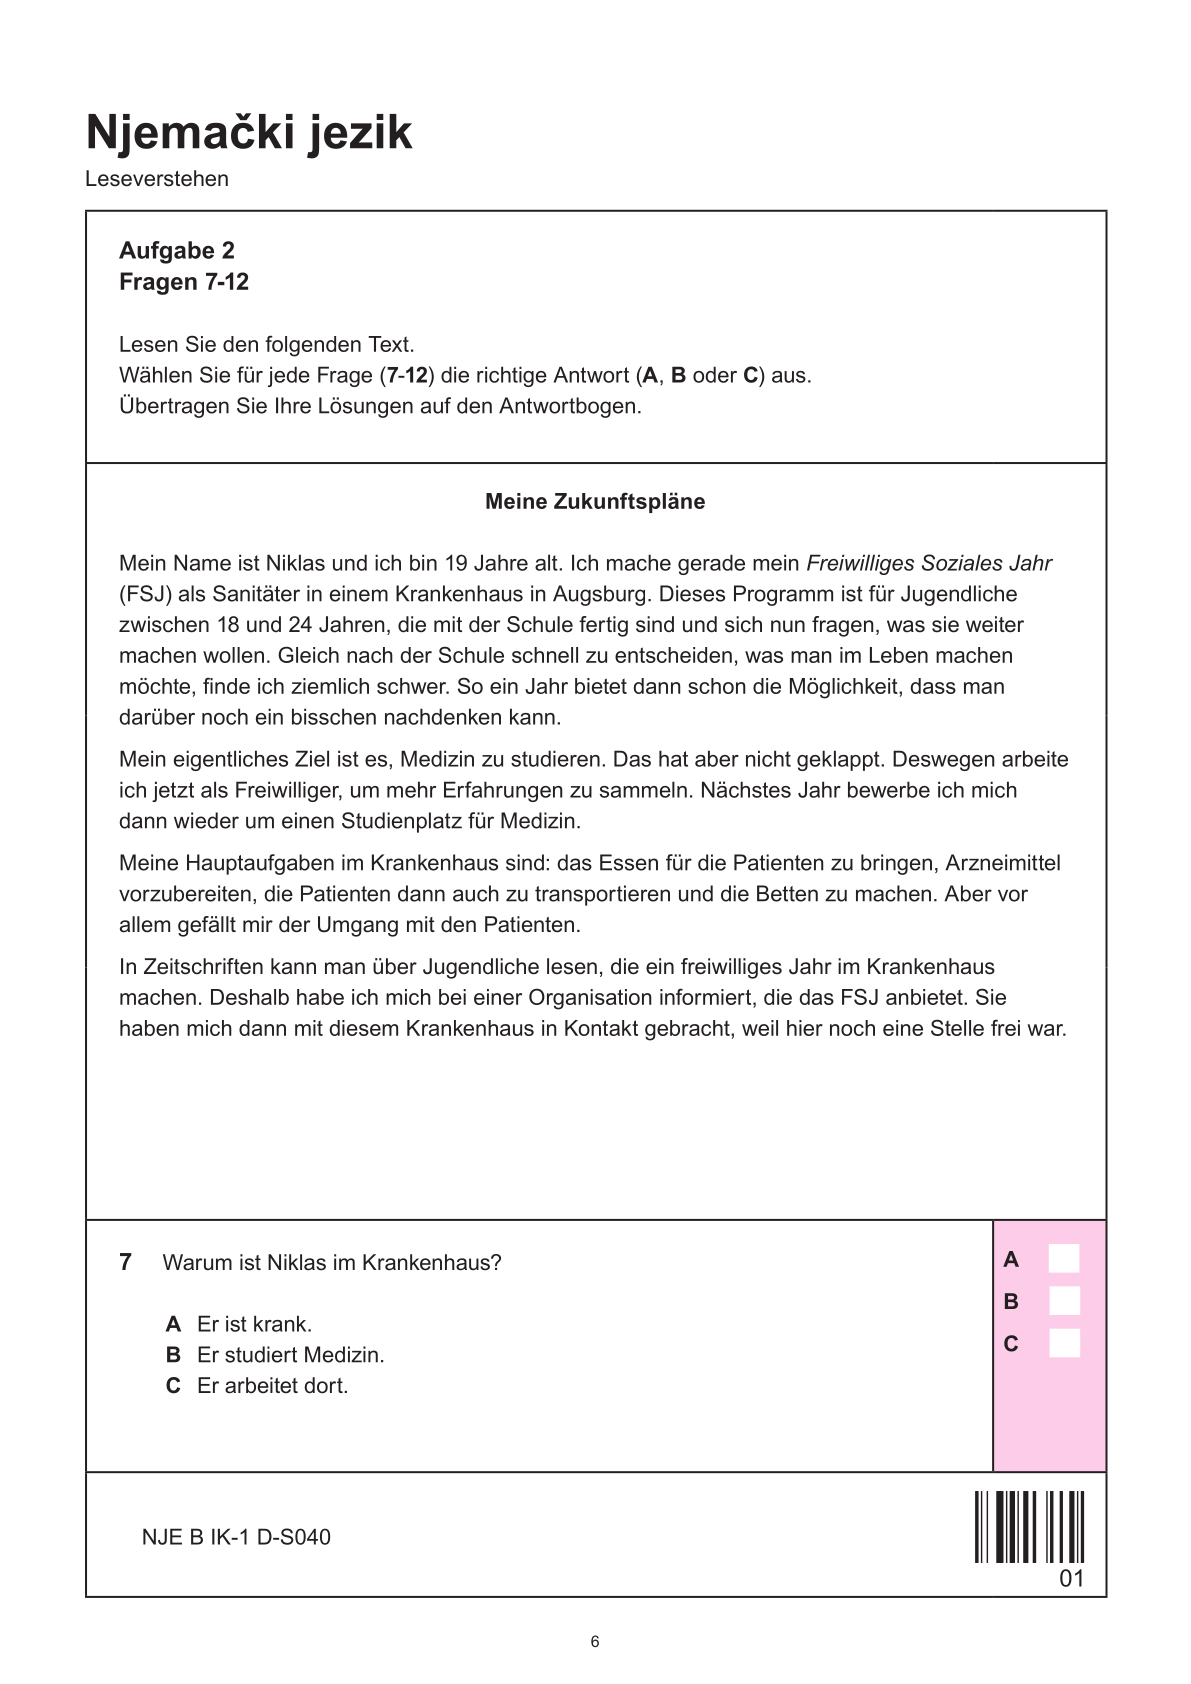 Njemački jezik
Leseverstehen
Aufgabe 2
Fragen 7-12
Lesen Sie den folgenden Text.
Wählen Sie für jede Frage (7-12) die richtige Antwort (A, B oder C) aus.
Übertragen Sie Ihre Lösungen auf den Antwortbogen.
Meine Zukunftspläne
Mein Name ist Niklas und ich bin 19 Jahre alt. Ich mache gerade mein Freiwilliges Soziales Jahr
(FSJ) als Sanitäter in einem Krankenhaus in Augsburg. Dieses Programm ist für Jugendliche
zwischen 18 und 24 Jahren, die mit der Schule fertig sind und sich nun fragen, was sie weiter
machen wollen. Gleich nach der Schule schnell zu entscheiden, was man im Leben machen
möchte, finde ich ziemlich schwer. So ein Jahr bietet dann schon die Möglichkeit, dass man
darüber noch ein bisschen nachdenken kann.
Mein eigentliches Ziel ist es, Medizin zu studieren. Das hat aber nicht geklappt. Deswegen arbeite
ich jetzt als Freiwilliger, um mehr Erfahrungen zu sammeln. Nächstes Jahr bewerbe ich mich
dann wieder um einen Studienplatz für Medizin.
Meine Hauptaufgaben im Krankenhaus sind: das Essen für die Patienten zu bringen, Arzneimittel
vorzubereiten, die Patienten dann auch zu transportieren und die Betten zu machen. Aber vor
allem gefällt mir der Umgang mit den Patienten.
In Zeitschriften kann man über Jugendliche lesen, die ein freiwilliges Jahr im Krankenhaus
machen. Deshalb habe ich mich bei einer Organisation informiert, die das FSJ anbietet. Sie
haben mich dann mit diesem Krankenhaus in Kontakt gebracht, weil hier noch eine Stelle frei war.
7 Warum ist Niklas im Krankenhaus?
A Er ist krank.
B Er studiert Medizin.
C Er arbeitet dort.
A
B
C
NJE B IK-1 D-S040
01
6